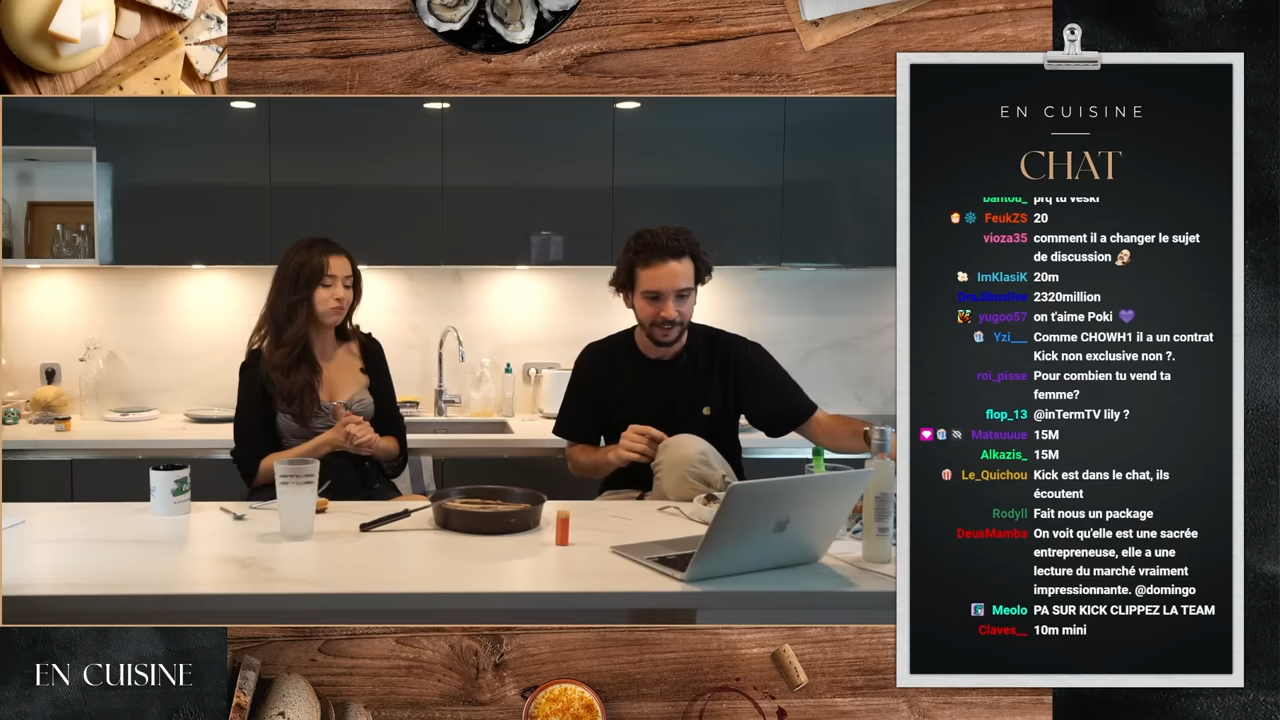 EN CUISINE
CHAT
FeukZS 20
vioza35 comment il a changer le sujet
de discussion
ImKlasiK 20m
2320million
yugoo57 on t'aime Poki
Yzi___ Comme CHOWH1 il a un contrat
Kick non exclusive non ?.
roi_pisse Pour combien tu vend ta
femme?
flop_13 @inTermTV lily ?
Matsuuue 15M
Alkazis_ 15M
Le_Quichou Kick est dans le chat, ils
écoutent
Rodyll Fait nous un package
DeusMamba On voit qu'elle est une sacrée
entrepreneuse, elle a une
lecture du marché vraiment
impressionnante. @domingo
Meolo PA SUR KICK CLIPPEZ LA TEAM
Claves__ 10m mini
EN CUISINE